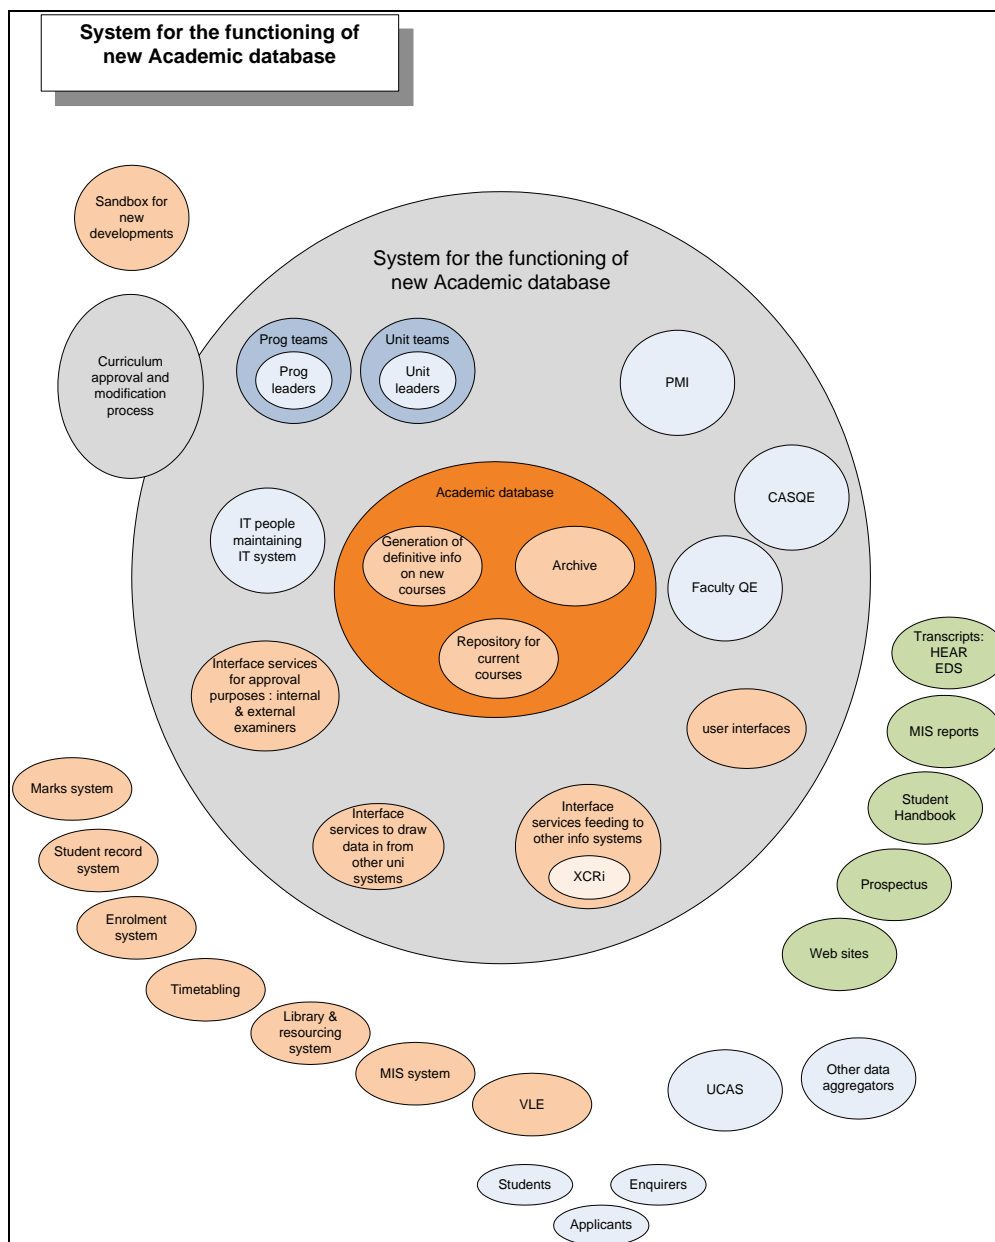 System for the functioning of
new Academic database
Sandbox for
new
developments
System for the functioning of
new Academic database
Curriculum
approval and
modification
process
Prog teams
Prog
leaders
Unit teams
Unit
leaders
PMI
CASQE
Academic database
IT people
maintaining
IT system
Generation of
definitive info
on new
courses
Archive
Faculty QE
Repository for
current
courses
Transcripts:
HEAR
EDS
Interface services
for approval
purposes : internal
& external
examiners
user interfaces
MIS reports
Marks system
Student
Handbook
Interface
services to draw
data in from
other uni
systems
Interface
services feeding to
other info systems
XCRi
Student record
system
Prospectus
Enrolment
system
Web sites
Timetabling
Library &
resourcing
system
MIS system
VLE
UCAS
Other data
aggregators
Students
Enquirers
Applicants